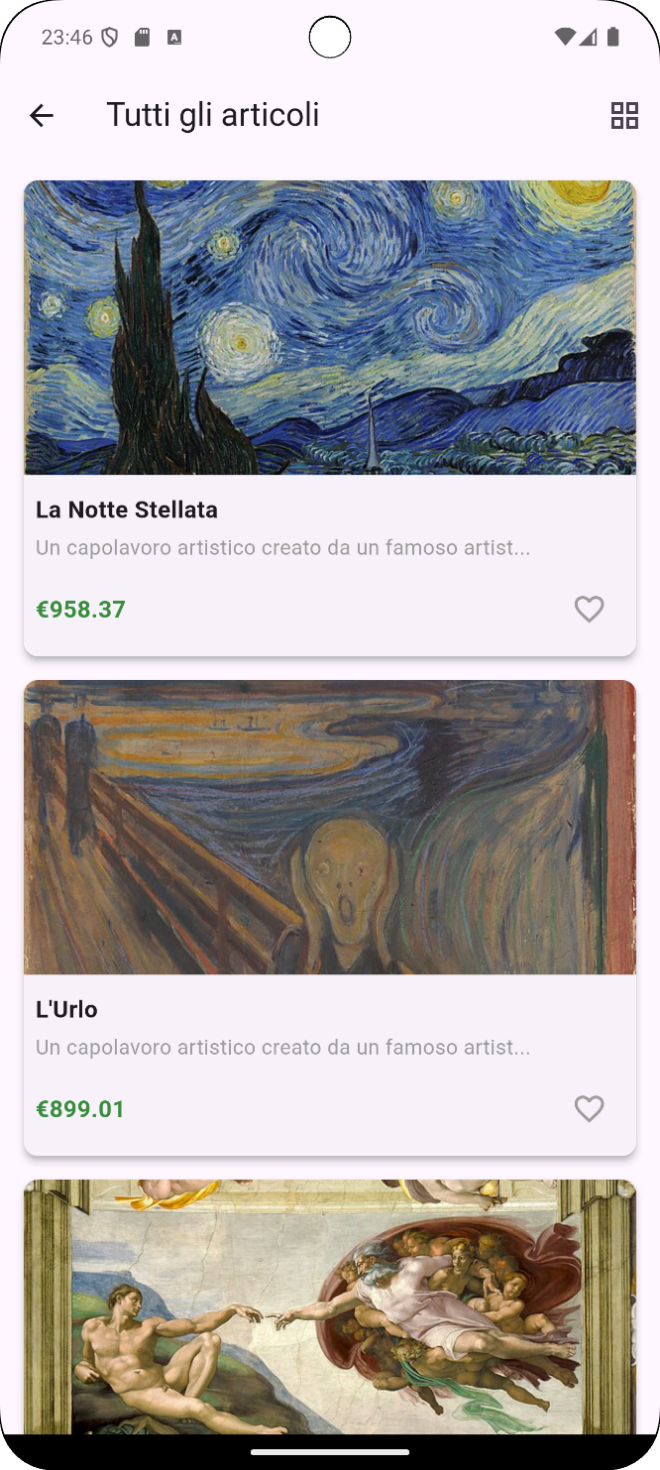 23:46
Tutti gli articoli
La Notte Stellata
Un capolavoro artistico creato da un famoso artist...
€958.37
L'Urlo
Un capolavoro artistico creato da un famoso artist...
€899.01